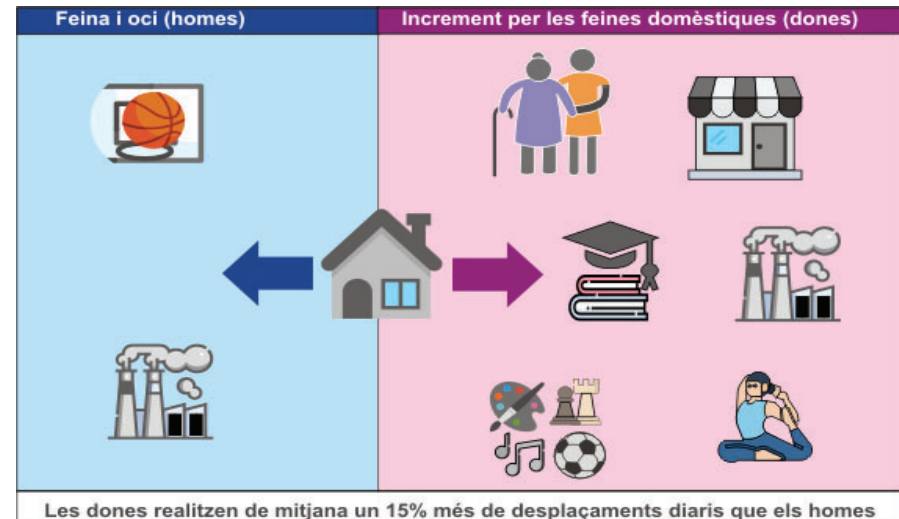 Feina i oci (homes)
Increment per les feines domèstiques (dones)
Les dones realitzen de mitjana un 15% més de desplaçaments diaris que els homes